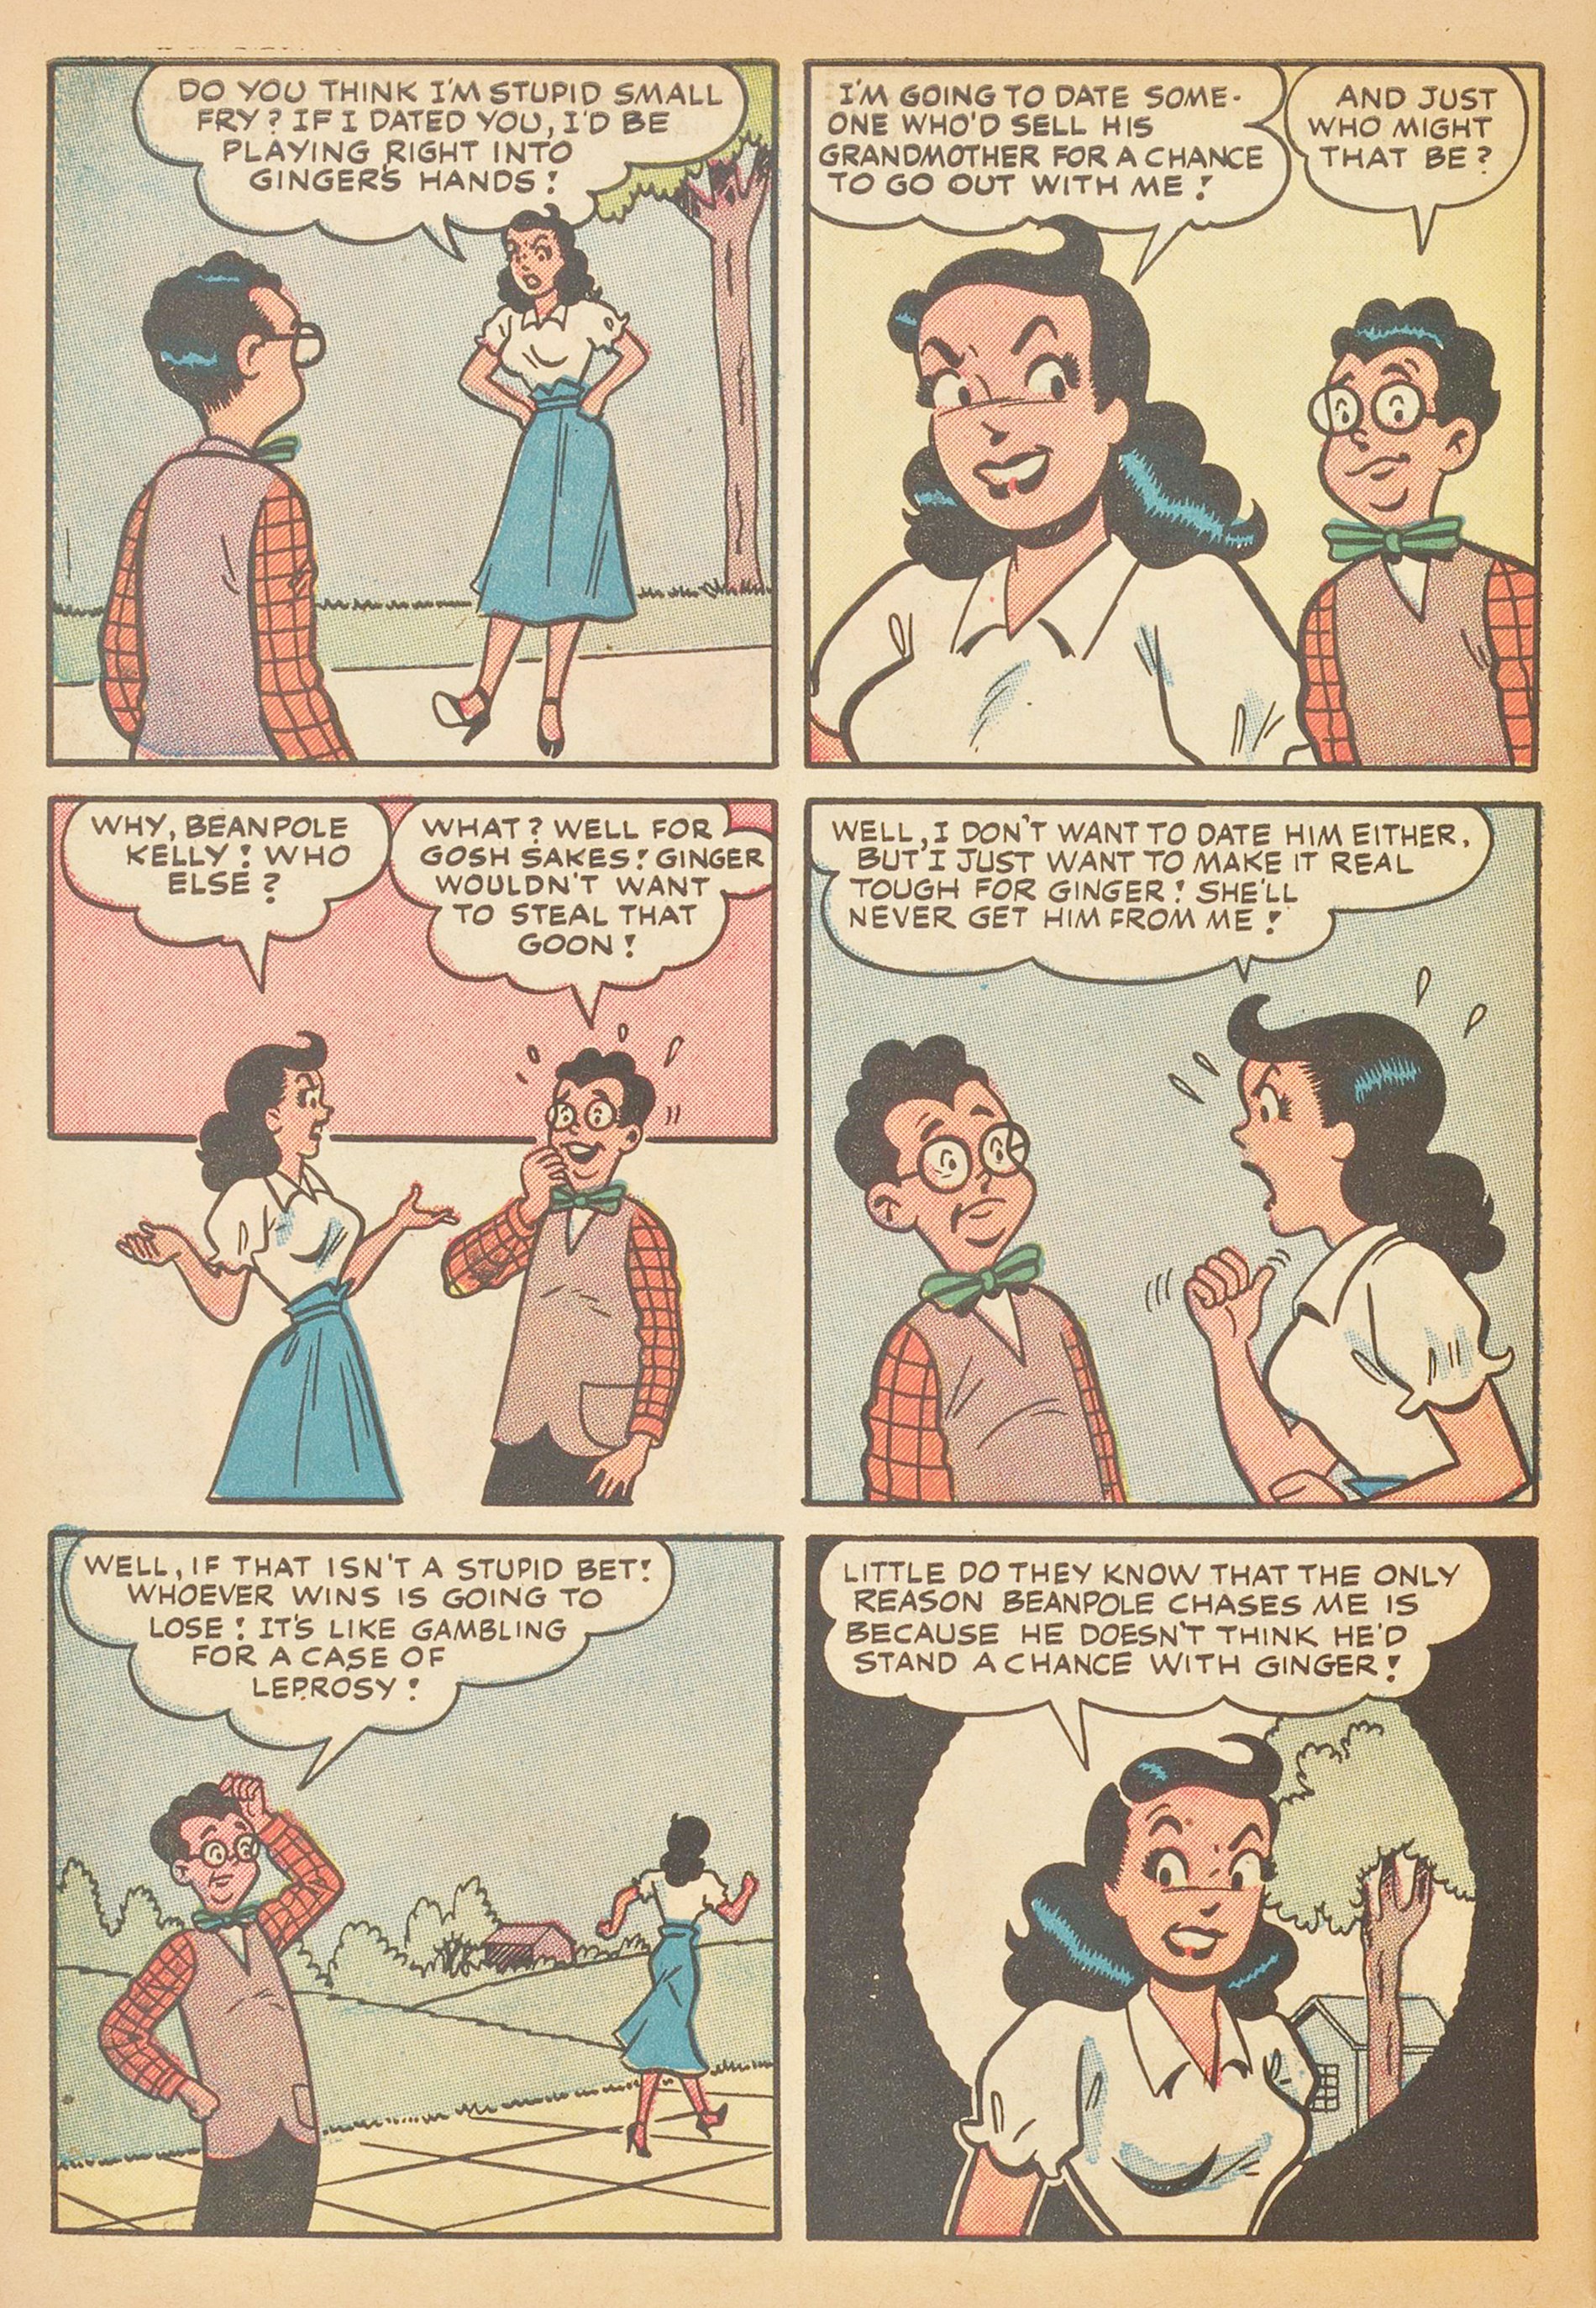 DO YOU THINK I'M STUPID SMALL
FRY? IF I DATED YOU, I'D BE
PLAYING RIGHT INTO
GINGER'S HANDS!
I'M GOING TO DATE SOME-
ONE WHO'D SELL HIS
GRANDMOTHER FOR A CHANCE
TO GO OUT WITH ME!
AND JUST
WHO MIGHT
THAT BE?
WHY, BEANPOLE
KELLY! WHO
ELSE?
WHAT? WELL FOR
GOSH SAKES! GINGER
WOULDN'T WANT
TO STEAL THAT
GOON!
WELL, I DON'T WANT TO DATE HIM EITHER,
BUT I JUST WANT TO MAKE IT REAL
TOUGH FOR GINGER! SHE'LL
NEVER GET HIM FROM ME!
WELL, IF THAT ISN'T A STUPID BET!
WHOEVER WINS IS GOING TO
LOSE! IT'S LIKE GAMBLING
FOR A CASE OF
LEPROSY!
LITTLE DO THEY KNOW THAT THE ONLY
REASON BEANPOLE CHASES ME IS
BECAUSE HE DOESN'T THINK HE'D
STAND A CHANCE WITH GINGER!